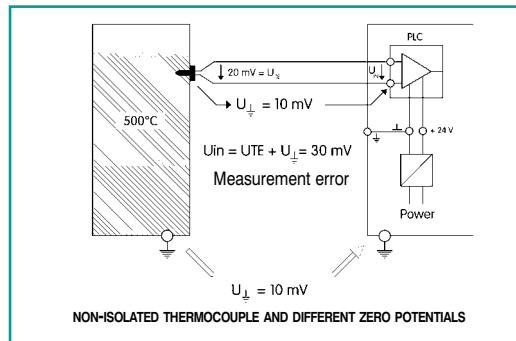 PLC
20 mV = U
U
U⏚ = 10 mV
500°C
+ 24 V
Uin = UTE + U⏚ = 30 mV
Measurement error
Power
U⏚ = 10 mV
NON-ISOLATED THERMOCOUPLE AND DIFFERENT ZERO POTENTIALS